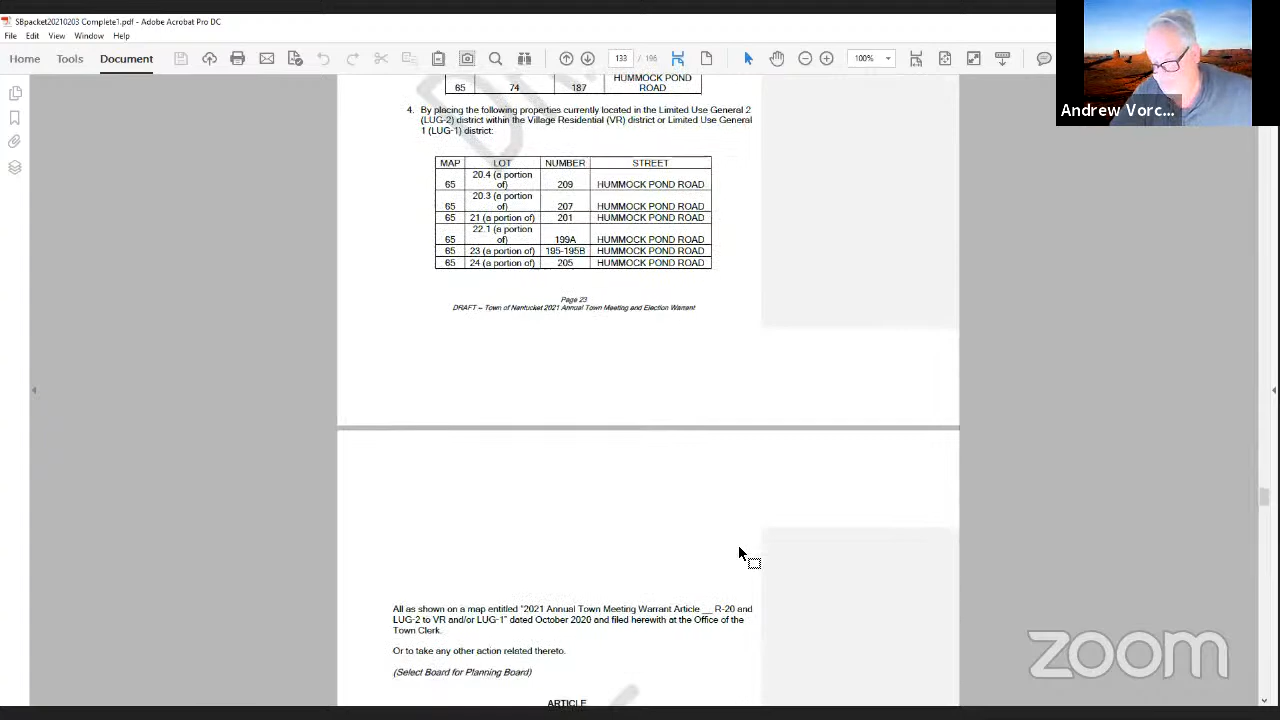 SBpacket20210203 Complete1.pdf - Adobe Acrobat Pro DC
File Edit View Window Help
Home Tools Document 133 / 196 100%
Andrew Vorc...
65 74 187 HUMMOCK POND ROAD
4. By placing the following properties currently located in the Limited Use General 2
(LUG-2) district within the Village Residential (VR) district or Limited Use General
1 (LUG-1) district:
MAP LOT NUMBER STREET
65 20.4 (a portion of) 209 HUMMOCK POND ROAD
65 20.3 (a portion of) 207 HUMMOCK POND ROAD
65 21 (a portion of) 201 HUMMOCK POND ROAD
65 22.1 (a portion of) 199A HUMMOCK POND ROAD
65 23 (a portion of) 195-195B HUMMOCK POND ROAD
65 24 (a portion of) 205 HUMMOCK POND ROAD
Page 23
DRAFT ~ Town of Nantucket 2021 Annual Town Meeting and Election Warrant
All as shown on a map entitled "2021 Annual Town Meeting Warrant Article __ R-20 and
LUG-2 to VR and/or LUG-1" dated October 2020 and filed herewith at the Office of the
Town Clerk.
Or to take any other action related thereto.
(Select Board for Planning Board)
ARTICLE
zoom